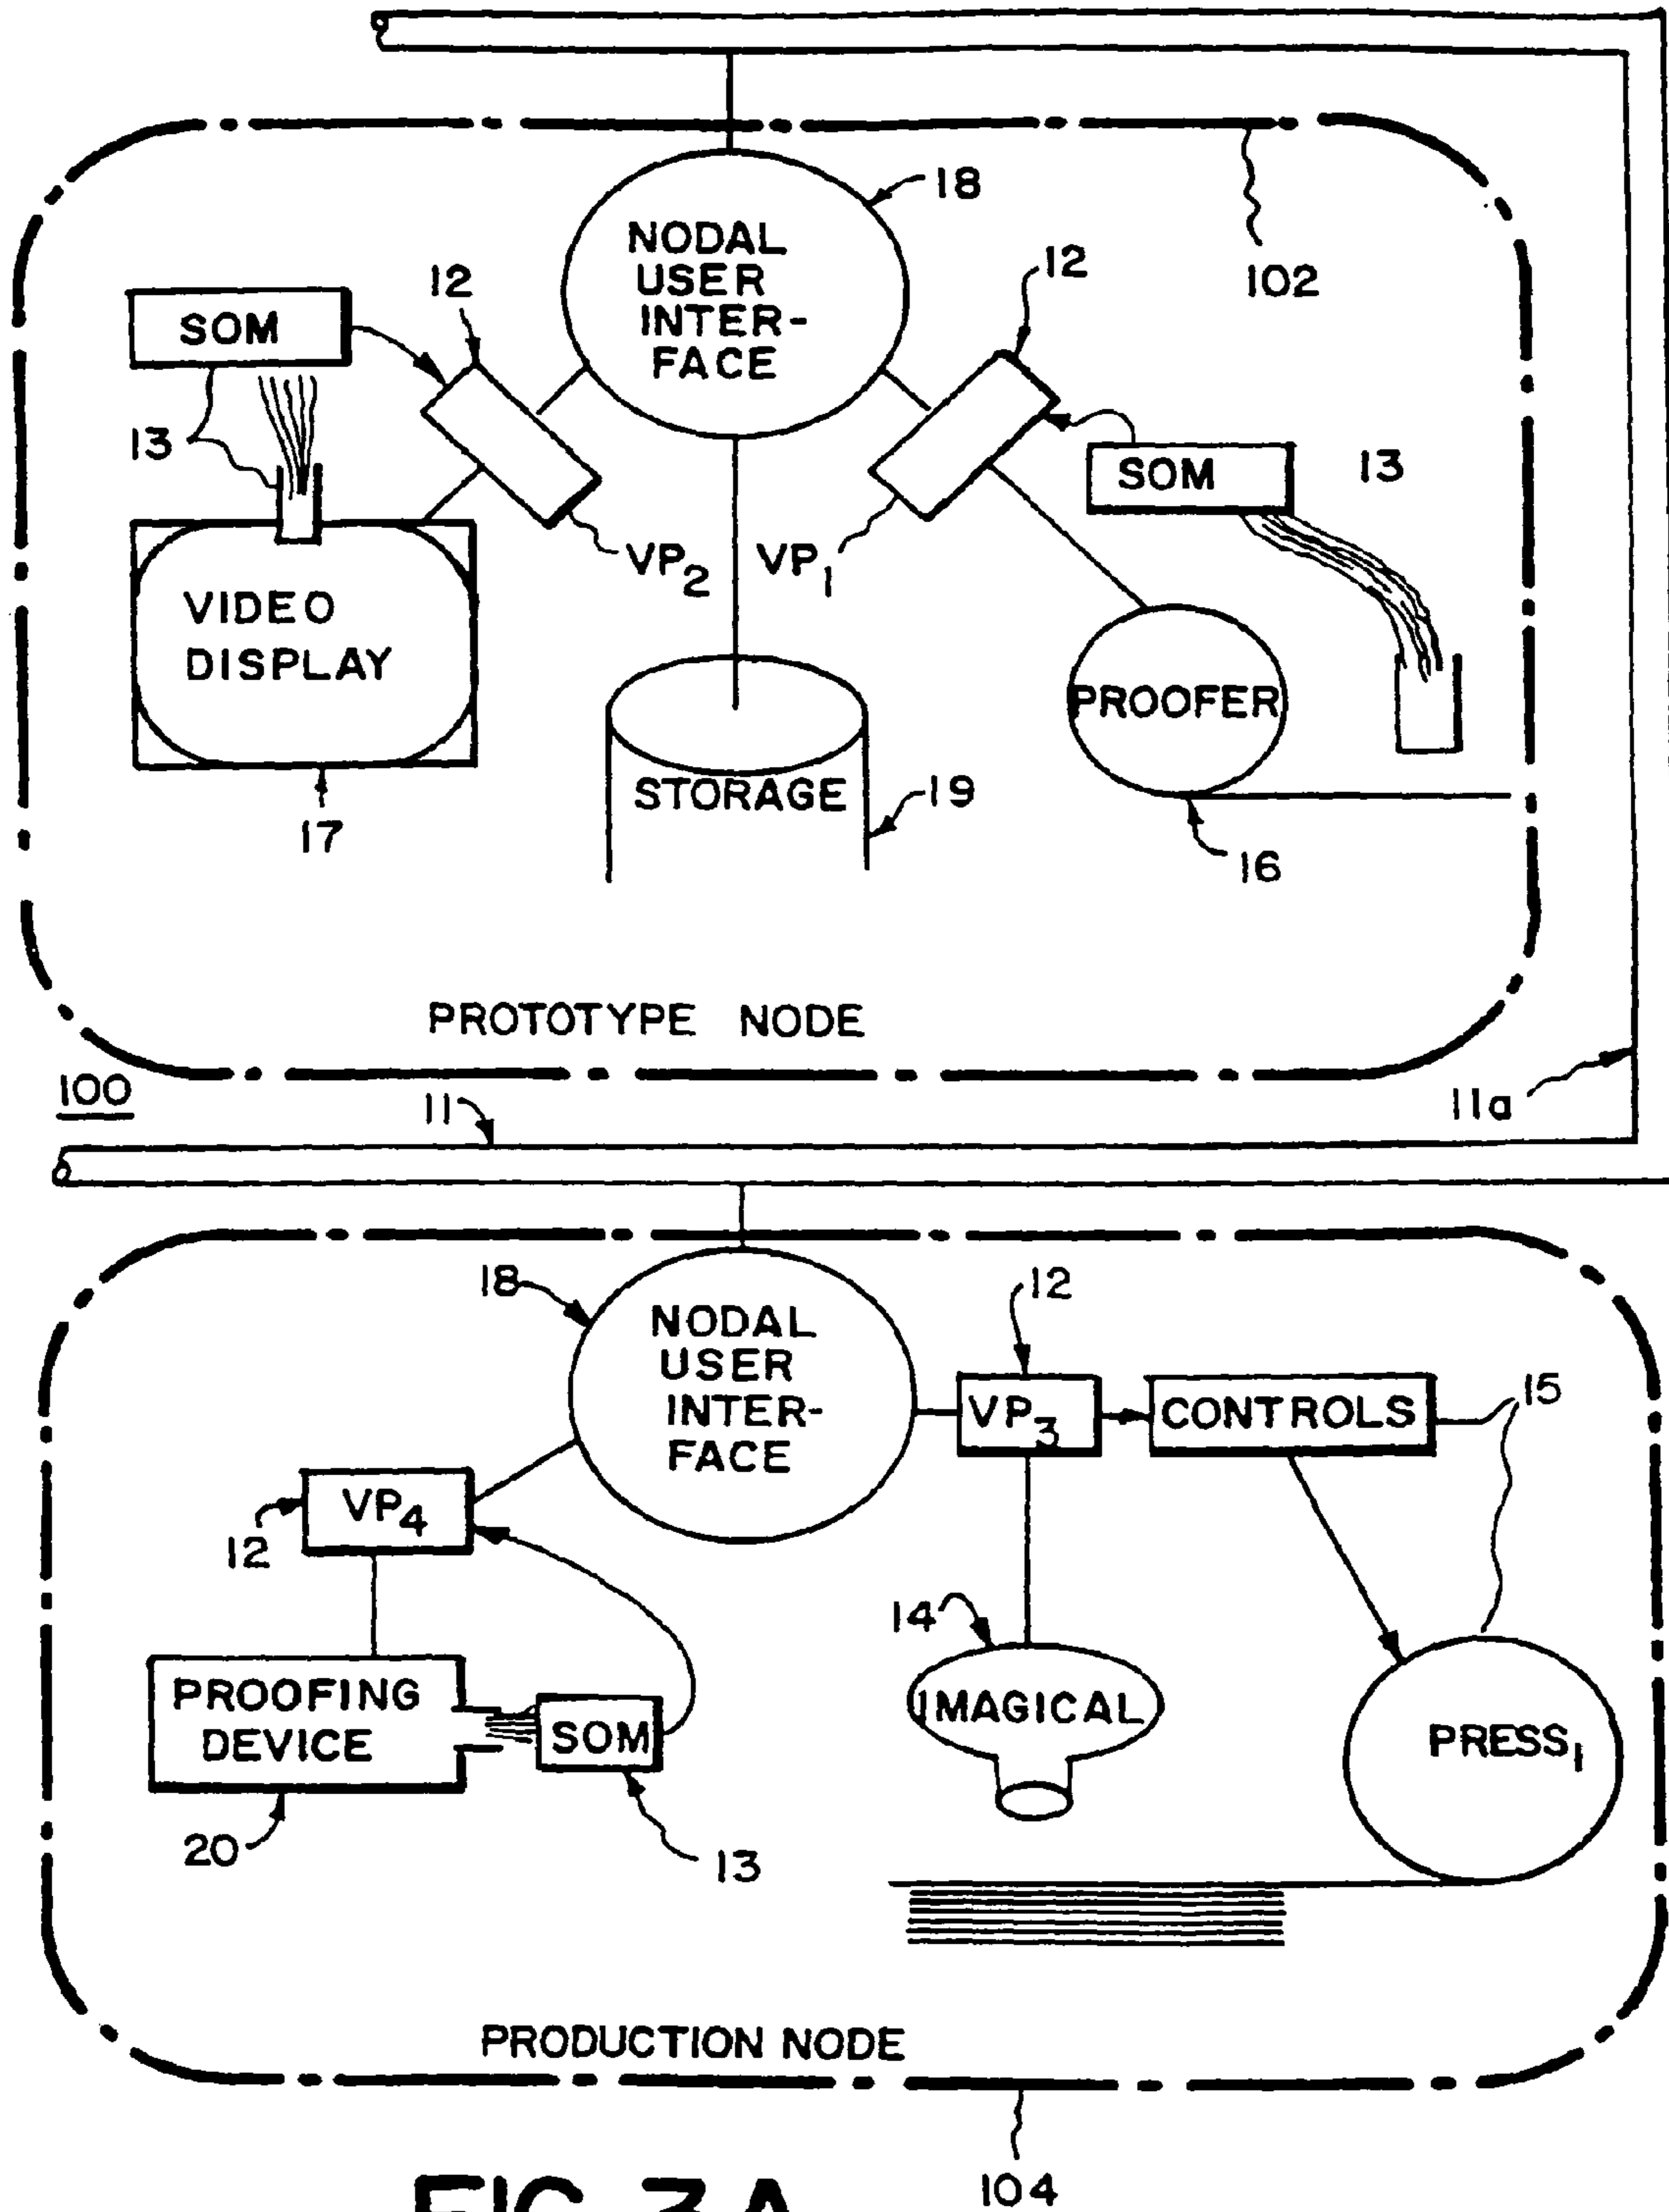 18
NODAL
USER
INTER-
FACE
12
12
102
SOM
13
SOM
13
VP2
VP1
VIDEO
DISPLAY
PROOFER
STORAGE
19
17
16
PROTOTYPE NODE
100
11
11a
18
NODAL
USER
INTER-
FACE
12
VP3
CONTROLS
15
VP4
12
14
IMAGICAL
PROOFING
DEVICE
SOM
PRESS1
20
13
PRODUCTION NODE
104
FIG. 3A